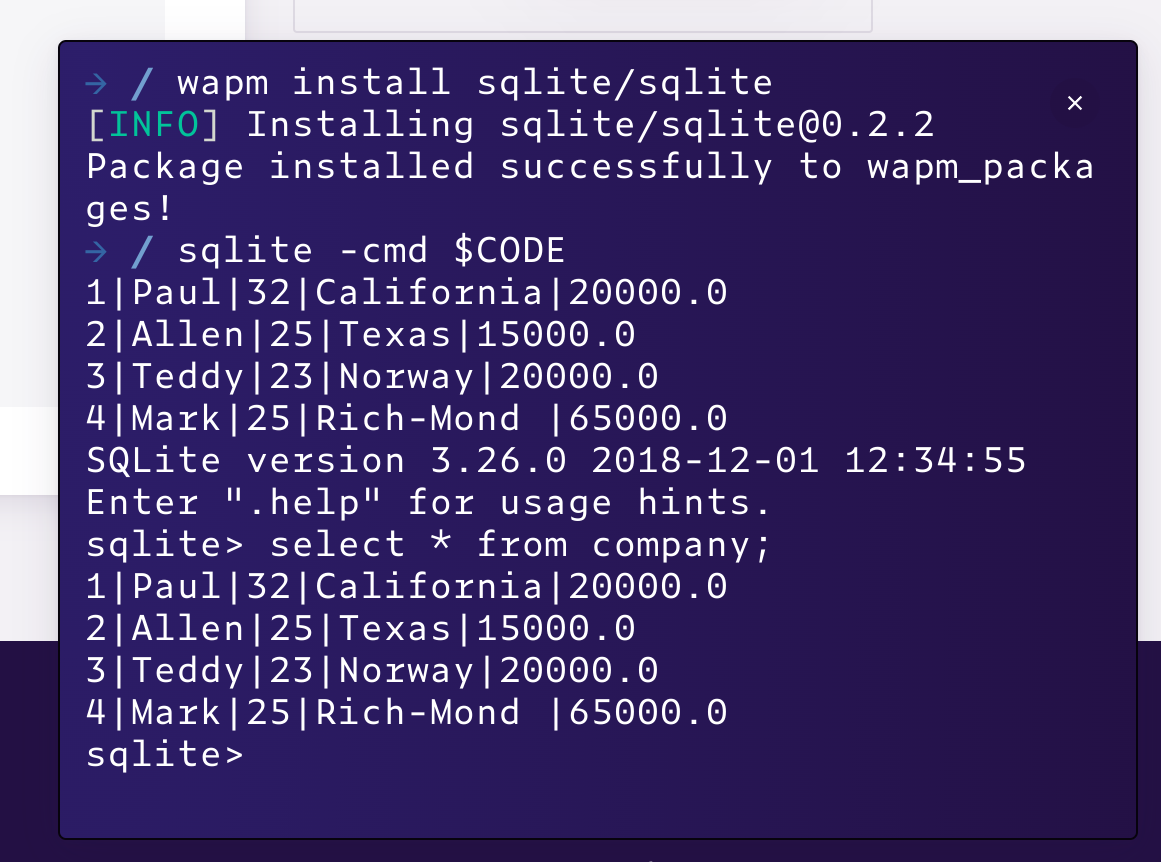 → / wapm install sqlite/sqlite
[INFO] Installing sqlite/sqlite@0.2.2
Package installed successfully to wapm_packa
ges!
→ / sqlite -cmd $CODE
1|Paul|32|California|20000.0
2|Allen|25|Texas|15000.0
3|Teddy|23|Norway|20000.0
4|Mark|25|Rich-Mond |65000.0
SQLite version 3.26.0 2018-12-01 12:34:55
Enter ".help" for usage hints.
sqlite> select * from company;
1|Paul|32|California|20000.0
2|Allen|25|Texas|15000.0
3|Teddy|23|Norway|20000.0
4|Mark|25|Rich-Mond |65000.0
sqlite>